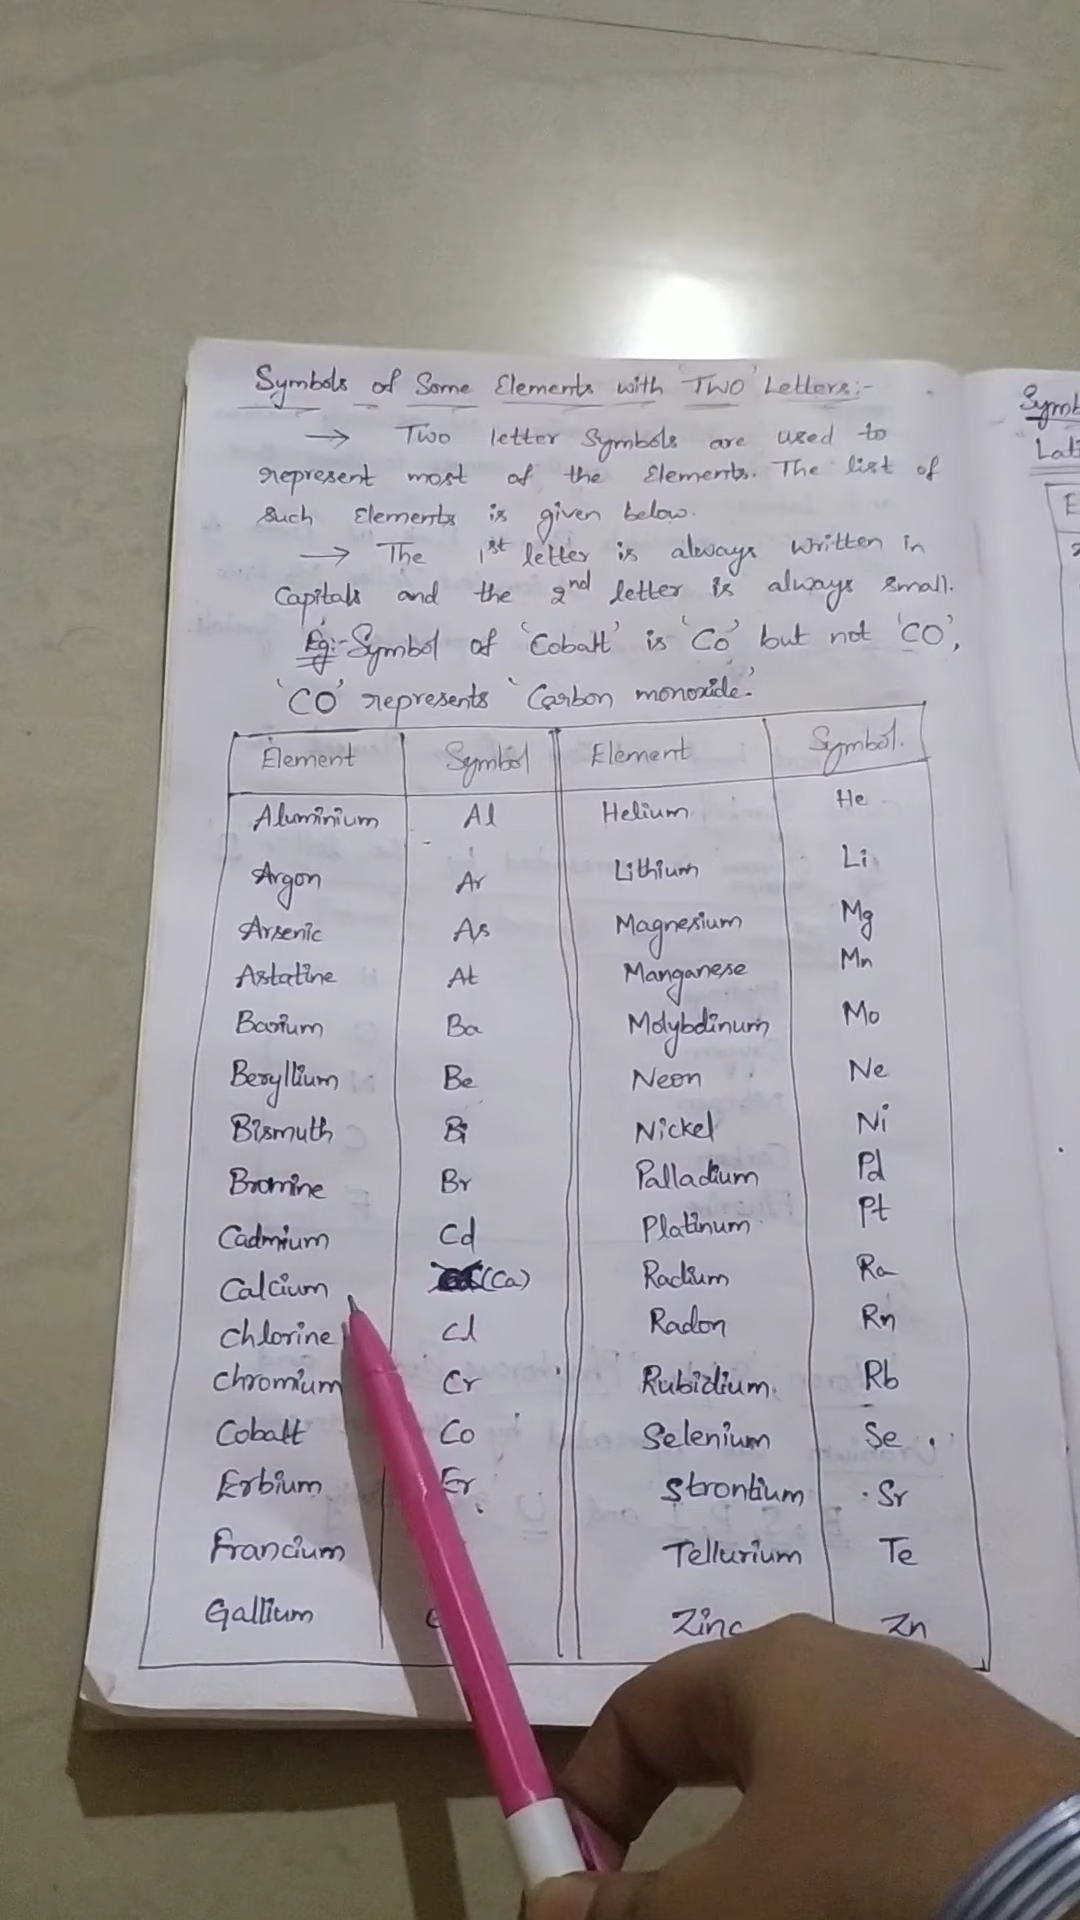 Symbols of Some Elements with 'TWO' Letters:-
→ Two letter Symbols are used to
represent most of the Elements. The list of
such Elements is given below.
→ The 1st letter is always written in
Capitals and the 2nd letter is always small.
Eg:- Symbol of 'Cobalt' is 'Co' but not 'CO',
'CO' represents 'Carbon monoxide.'
Element Symbol Element Symbol.
Aluminium Al Helium He
Argon Ar Lithium Li
Arsenic As Magnesium Mg
Astatine At Manganese Mn
Barium Ba Molybdinum Mo
Beryllium Be Neon Ne
Bismuth Bi Nickel Ni
Bromine Br Palladium Pd
Cadmium Cd Platinum Pt
Calcium (Ca) Radium Ra
Chlorine Cl Radon Rn
Chromium Cr Rubidium Rb
Cobalt Co Selenium Se
Erbium Er Strontium Sr
Francium Tellurium Te
Gallium Zinc Zn
Symb
Lat
E